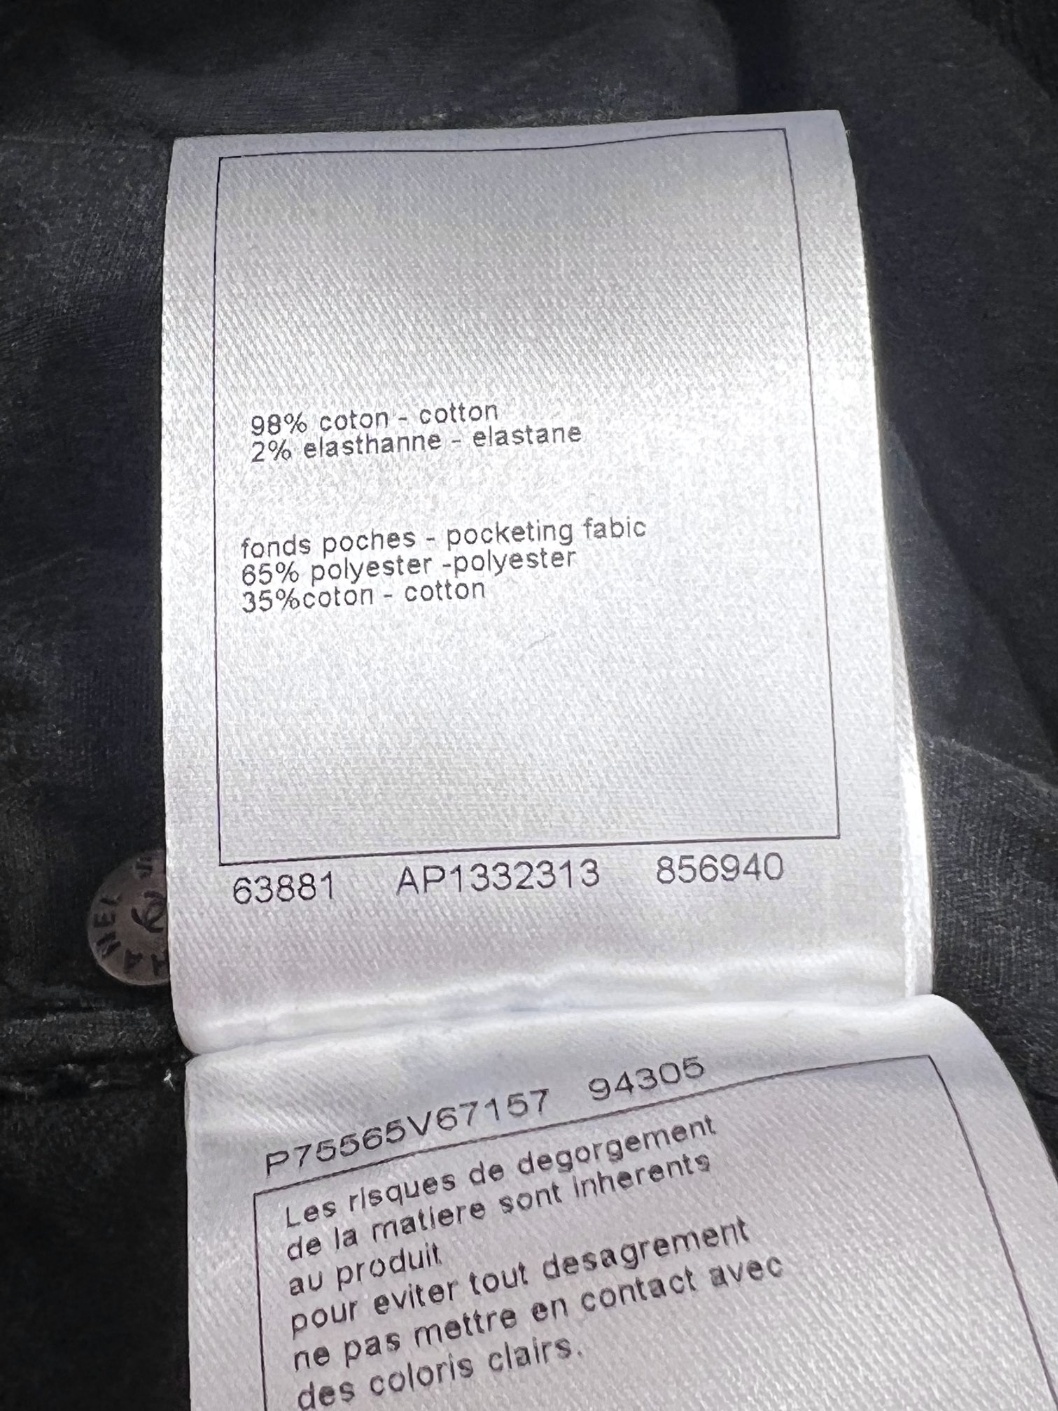 98% coton - cotton
2% elasthanne - elastane
fonds poches - pocketing fabic
65% polyester -polyester
35%coton - cotton
63881 AP1332313 856940
P75565V67157 94305
Les risques de degorgement
de la matiere sont inherents
au produit
pour eviter tout desagrement
ne pas mettre en contact avec
des coloris clairs.